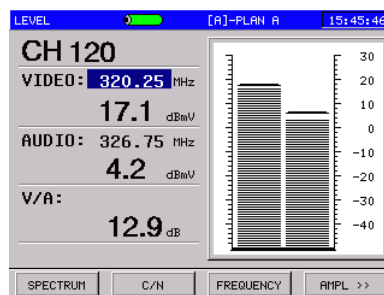 LEVEL [A]-PLAN A 15:45:46
CH 120
VIDEO: 320.25 MHz
17.1 dBmV
AUDIO: 326.75 MHz
4.2 dBmV
V/A:
12.9 dB
30
20
10
0
-10
-20
-30
-40
SPECTRUM C/N FREQUENCY AMPL >>